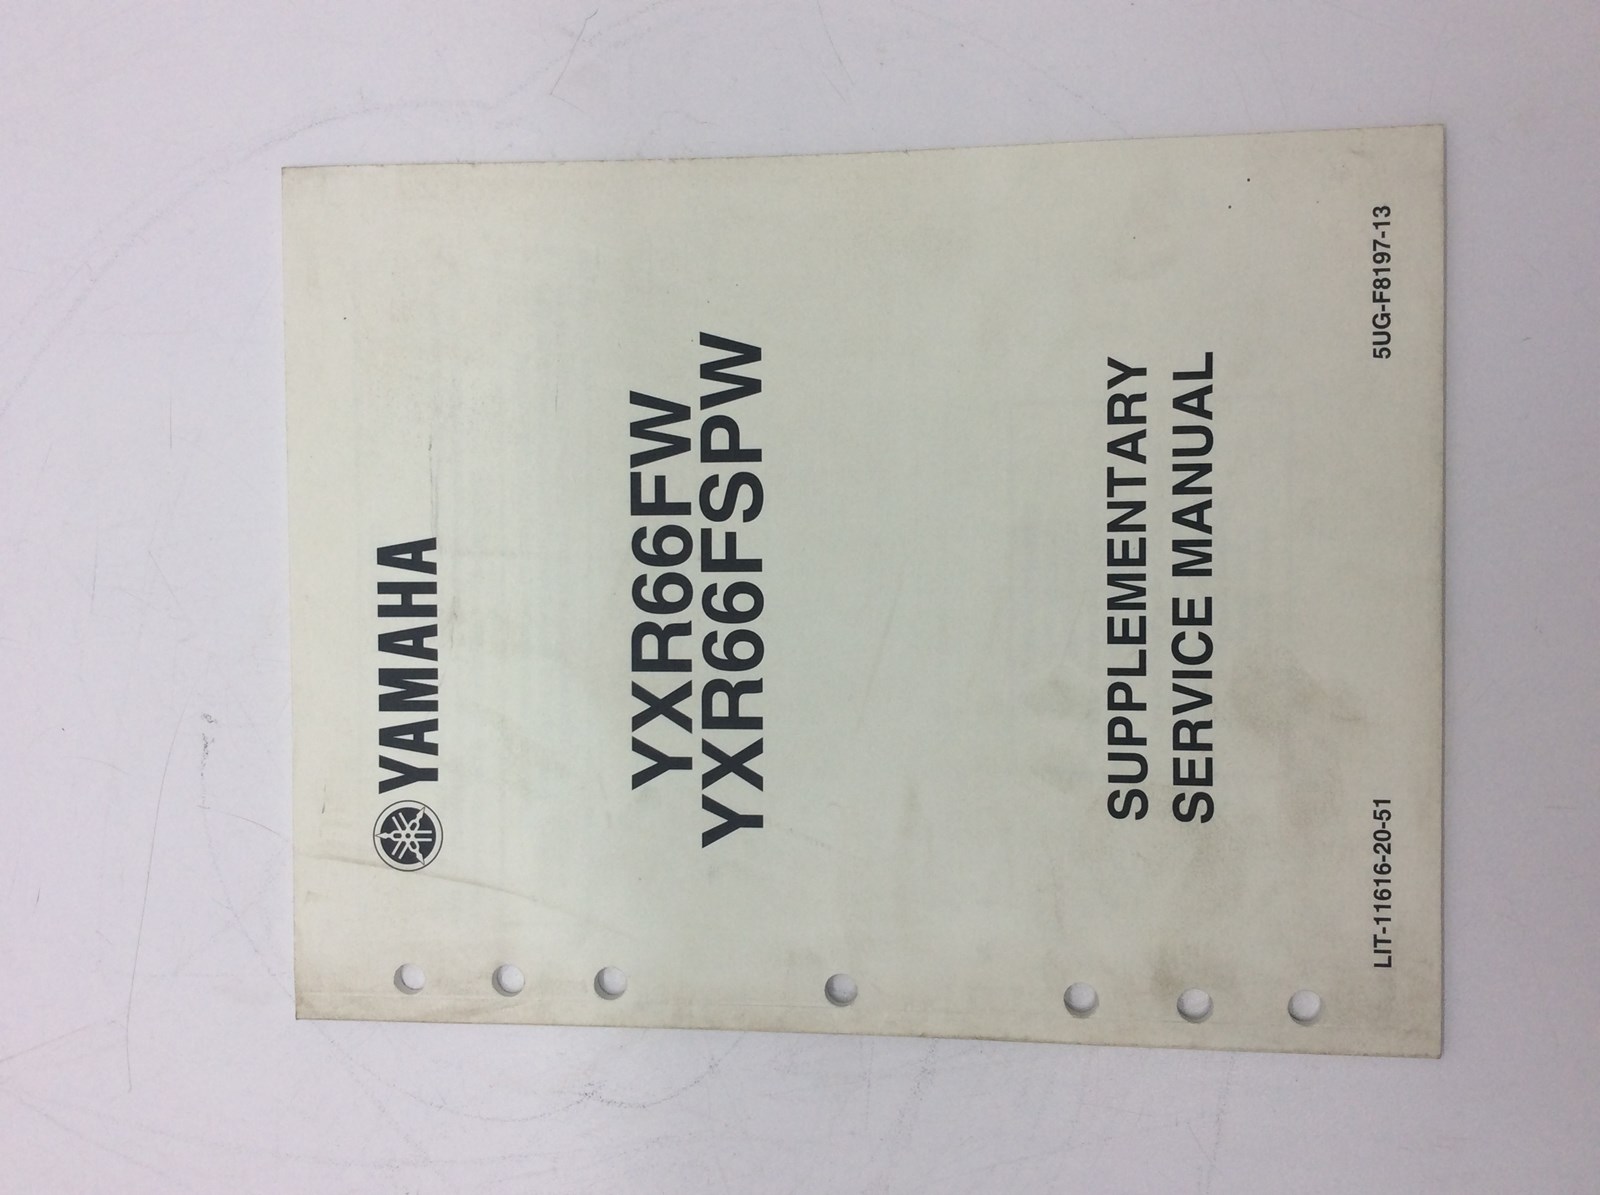 YAMAHA
YXR66FW
YXR66FSPW
SUPPLEMENTARY
SERVICE MANUAL
LIT-11616-20-51
5UG-F8197-13